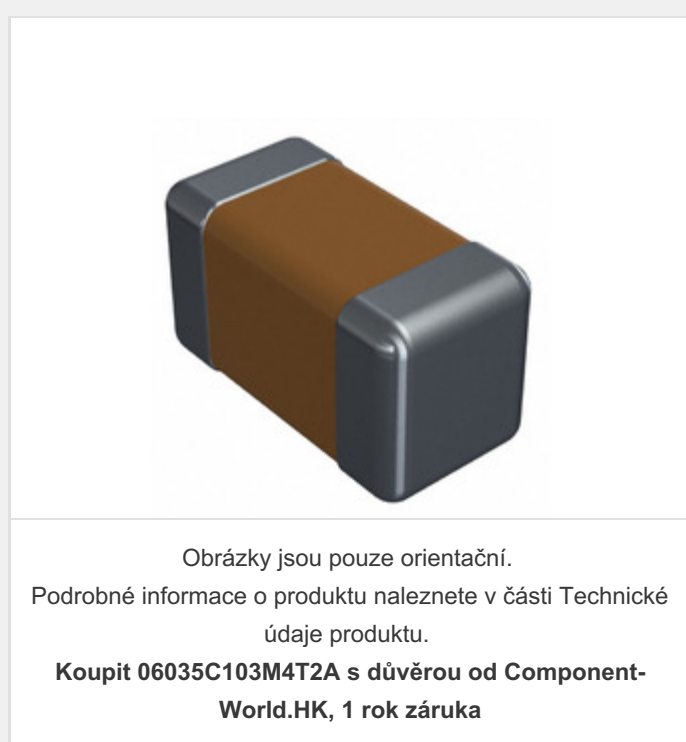 Obrázky jsou pouze orientační.
Podrobné informace o produktu naleznete v části Technické
údaje produktu.
Koupit 06035C103M4T2A s důvěrou od Component-
World.HK, 1 rok záruka